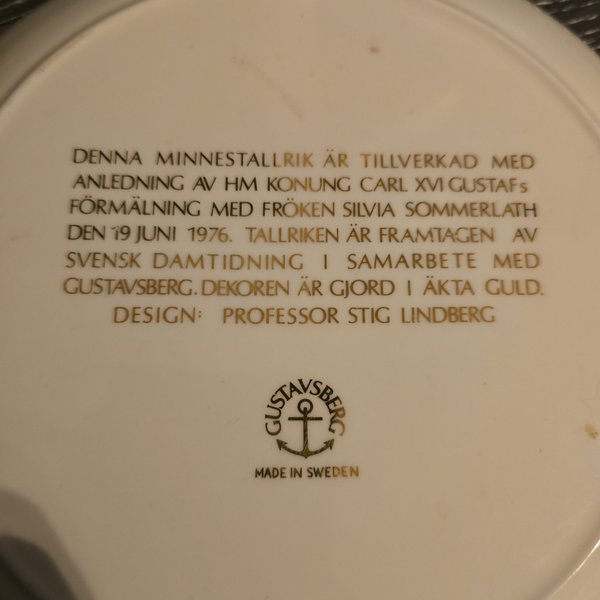 DENNA MINNESTALLRIK ÄR TILLVERKAD MED
ANLEDNING AV HM KONUNG CARL XVI GUSTAFs
FÖRMÄLNING MED FRÖKEN SILVIA SOMMERLATH
DEN 19 JUNI 1976. TALLRIKEN ÄR FRAMTAGEN AV
SVENSK DAMTIDNING I SAMARBETE MED
GUSTAVSBERG. DEKOREN ÄR GJORD I ÄKTA GULD.
DESIGN: PROFESSOR STIG LINDBERG
GUSTAVSBERG
MADE IN SWEDEN